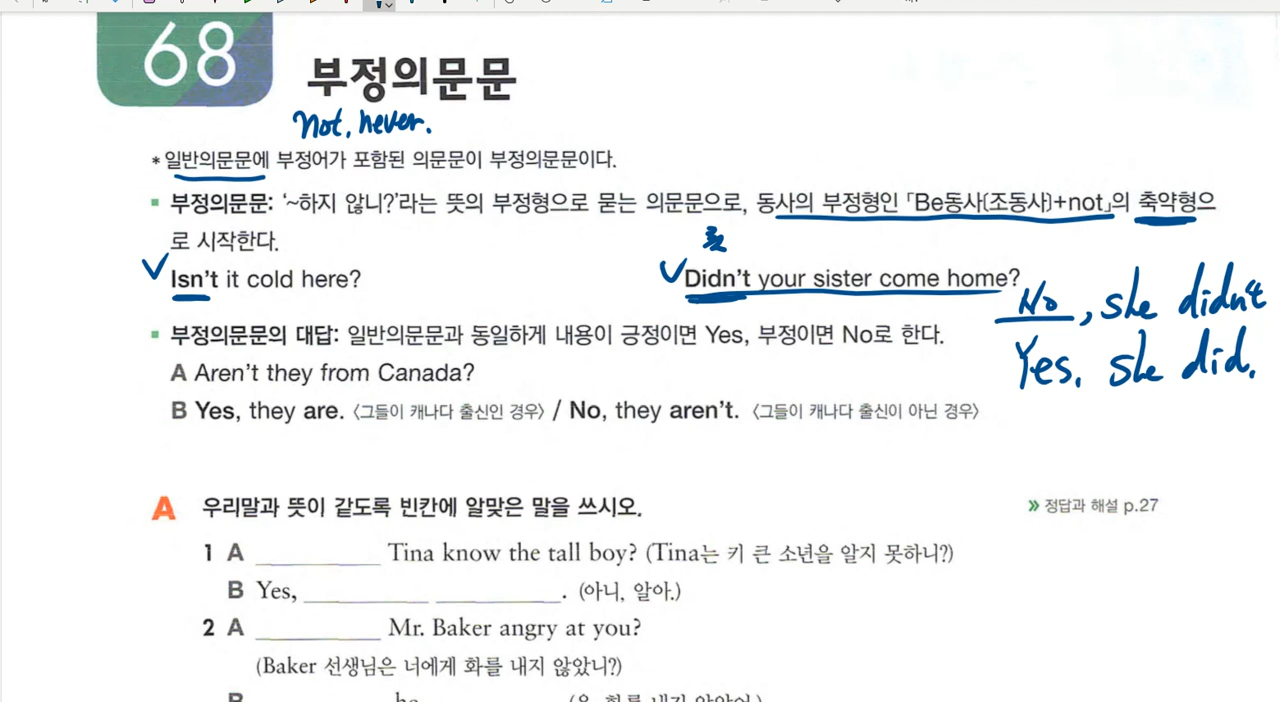 68
부정의문문
not, never.
* 일반의문문에 부정어가 포함된 의문문이 부정의문문이다.
▪ 부정의문문: ‘~하지 않니?’라는 뜻의 부정형으로 묻는 의문문으로, 동사의 부정형인 「Be동사(조동사)+not」의 축약형으
로 시작한다.
Isn't it cold here? Didn't your sister come home?
No, she didn't
Yes, she did.
▪ 부정의문문의 대답: 일반의문문과 동일하게 내용이 긍정이면 Yes, 부정이면 No로 한다.
A Aren't they from Canada?
B Yes, they are. 〈그들이 캐나다 출신인 경우〉 / No, they aren't. 〈그들이 캐나다 출신이 아닌 경우〉
A 우리말과 뜻이 같도록 빈칸에 알맞은 말을 쓰시오. » 정답과 해설 p.27
1 A ________ Tina know the tall boy? (Tina는 키 큰 소년을 알지 못하니?)
B Yes, ________ ________. (아니, 알아.)
2 A ________ Mr. Baker angry at you?
(Baker 선생님은 너에게 화를 내지 않았니?)